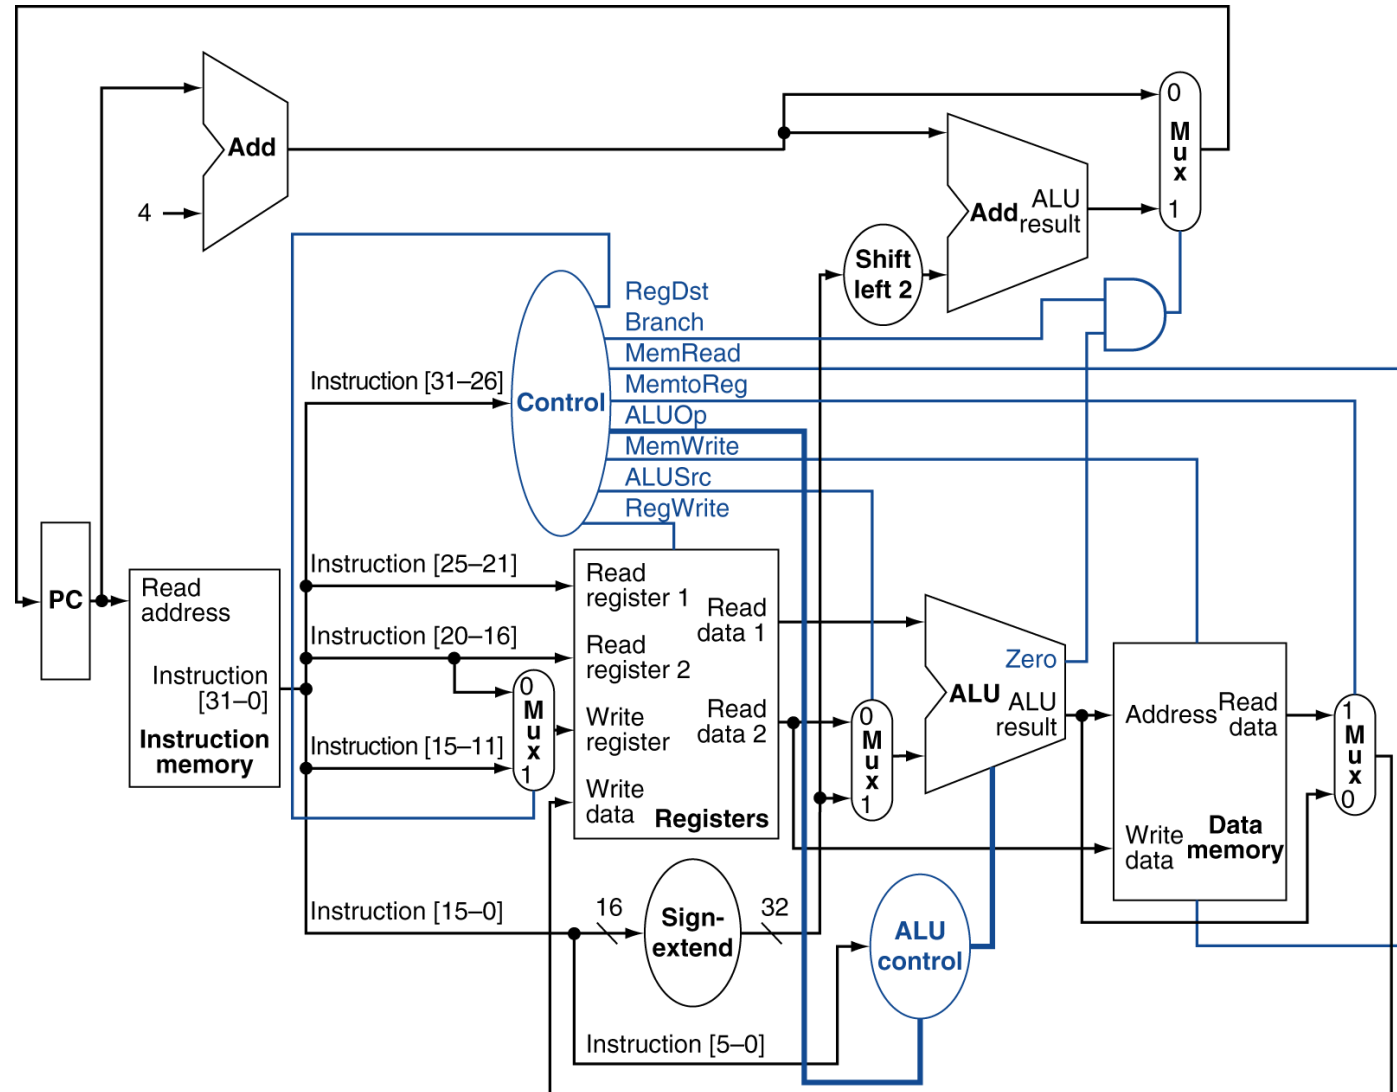 0
M
u
x
1
Add
4
Add
ALU
result
Shift
left 2
RegDst
Branch
MemRead
MemtoReg
ALUOp
MemWrite
ALUSrc
RegWrite
Instruction [31–26]
Control
PC
Read
address
Instruction
[31–0]
Instruction
memory
Instruction [25–21]
Instruction [20–16]
Instruction [15–11]
0
M
u
x
1
Read
register 1
Read
register 2
Write
register
Write
data
Read
data 1
Read
data 2
Registers
0
M
u
x
1
Zero
ALU
ALU
result
Address
Read
data
Write
data
Data
memory
1
M
u
x
0
Instruction [15–0]
16
Sign-
extend
32
ALU
control
Instruction [5–0]